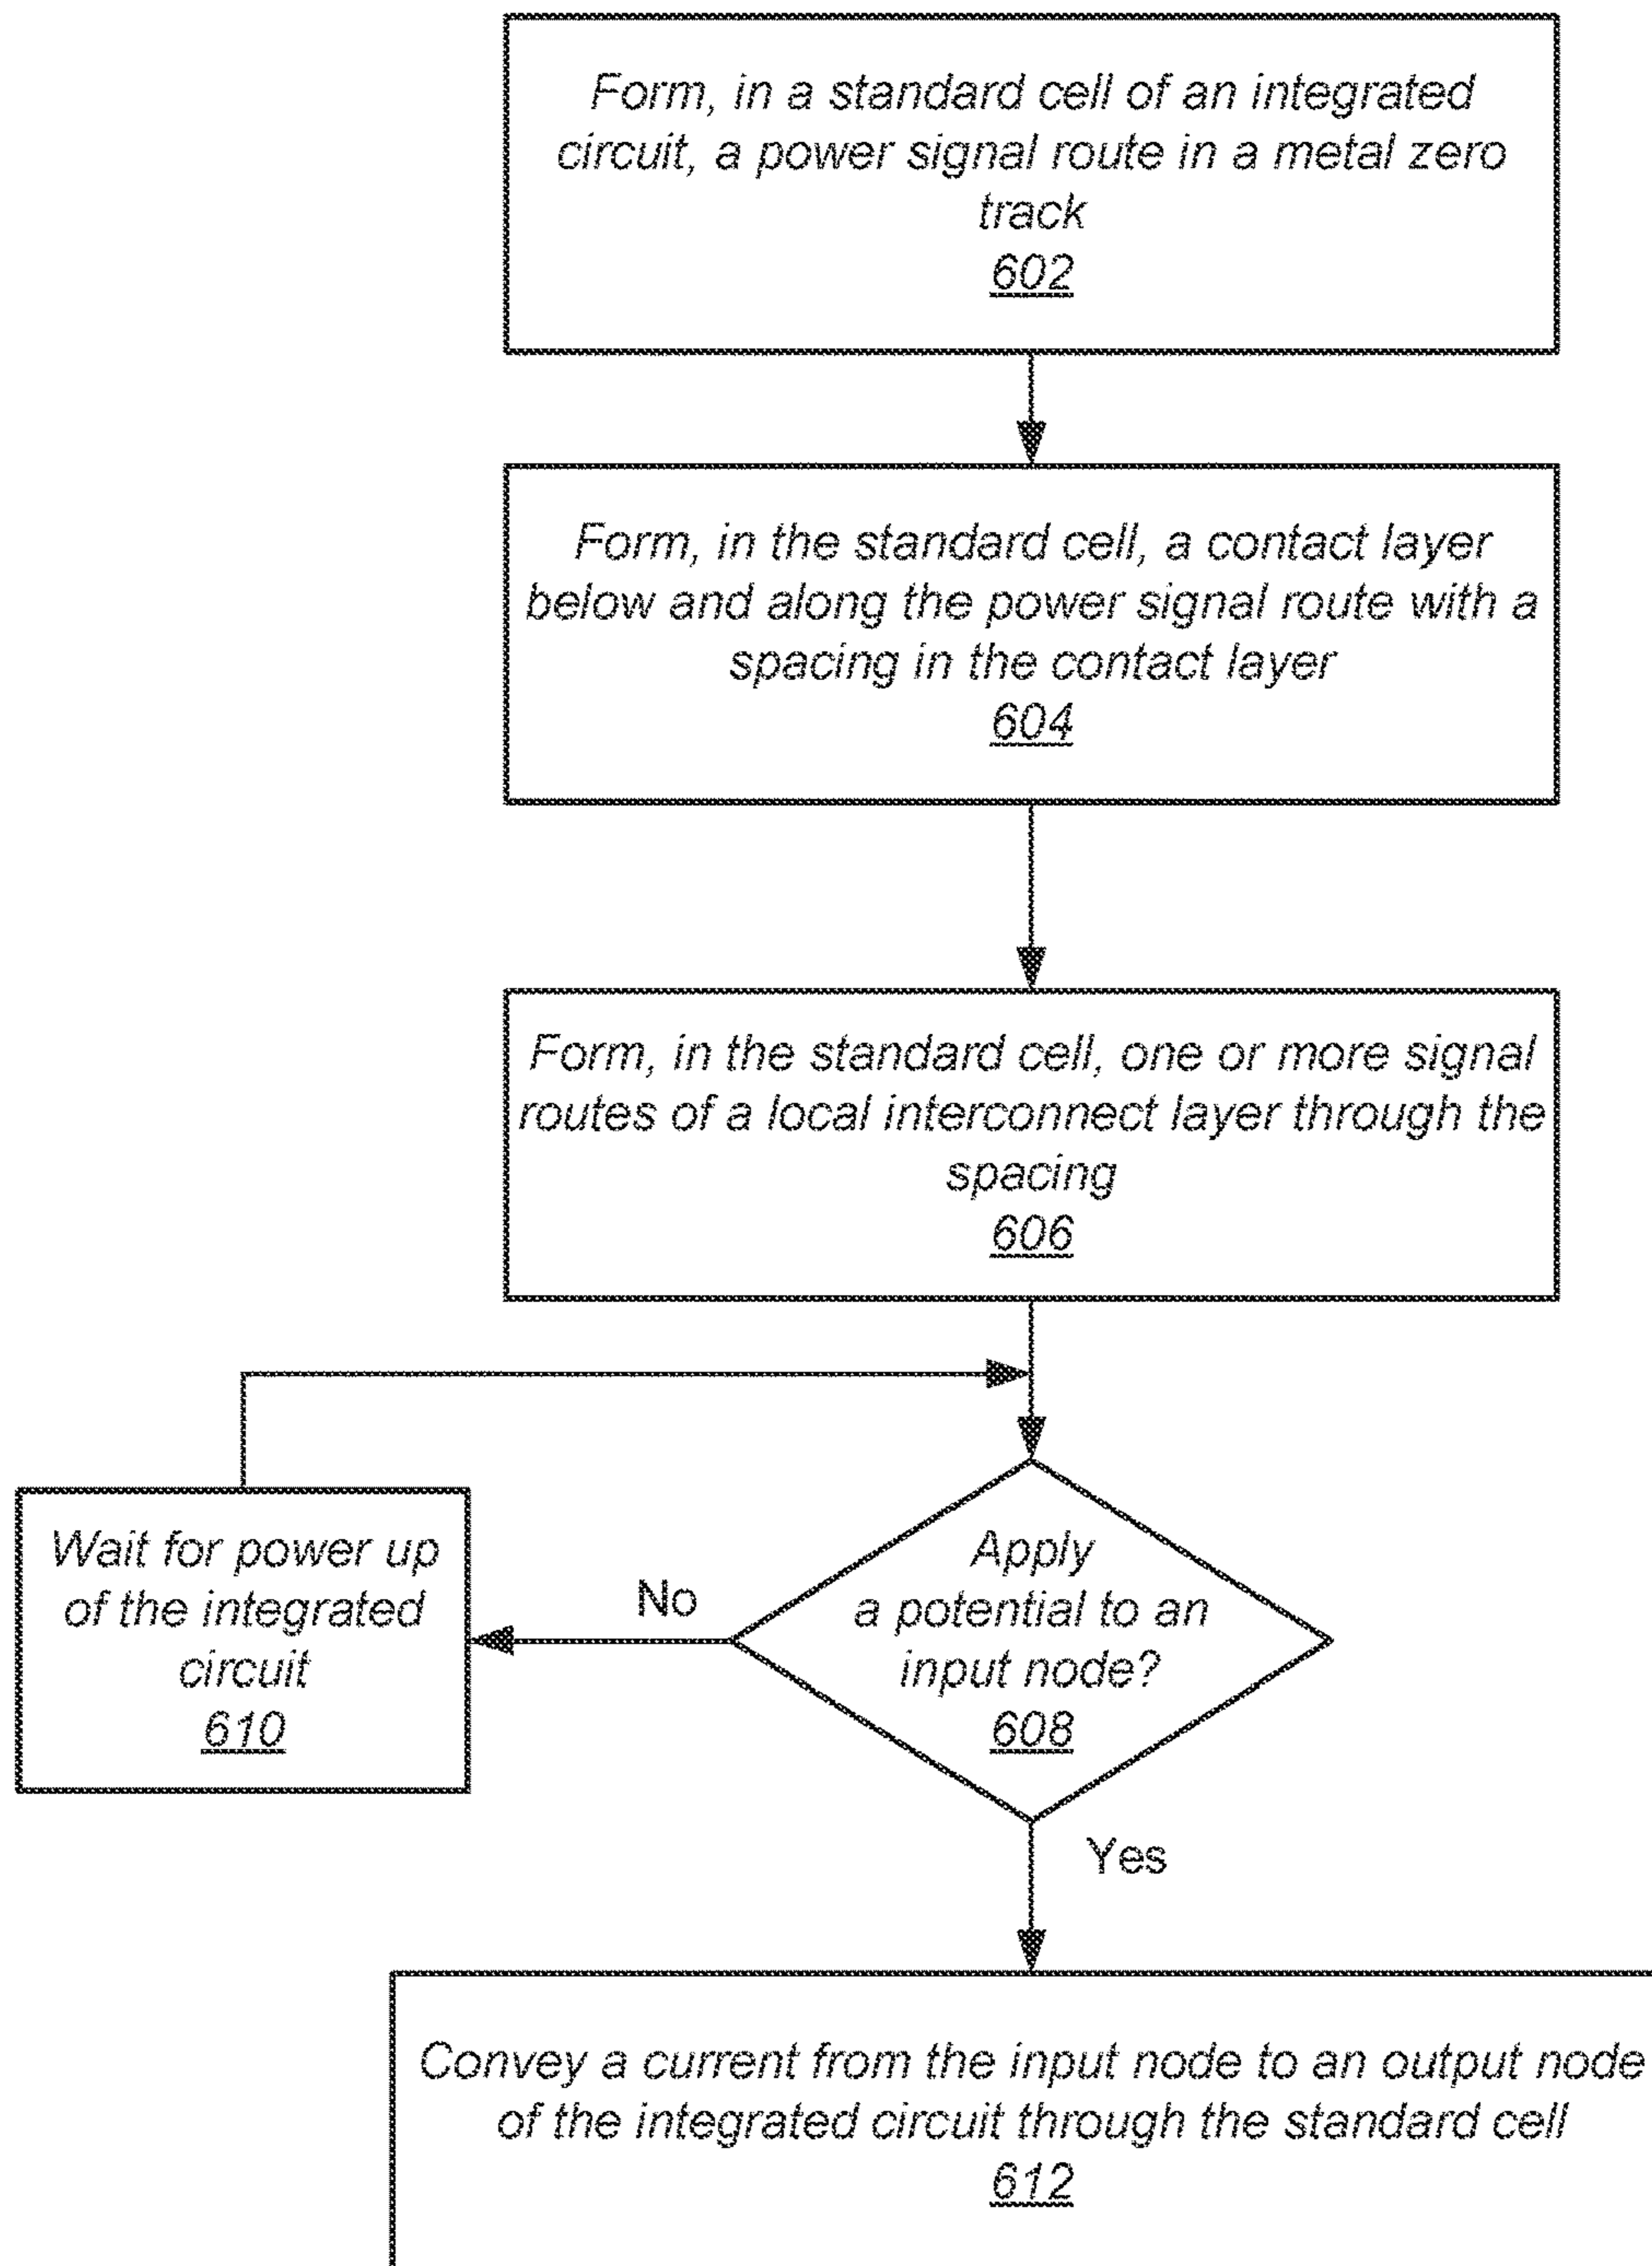 Form, in a standard cell of an integrated
circuit, a power signal route in a metal zero
track
602
Form, in the standard cell, a contact layer
below and along the power signal route with a
spacing in the contact layer
604
Form, in the standard cell, one or more signal
routes of a local interconnect layer through the
spacing
606
Wait for power up
of the integrated
circuit
610
No
Apply
a potential to an
input node?
608
Yes
Convey a current from the input node to an output node
of the integrated circuit through the standard cell
612